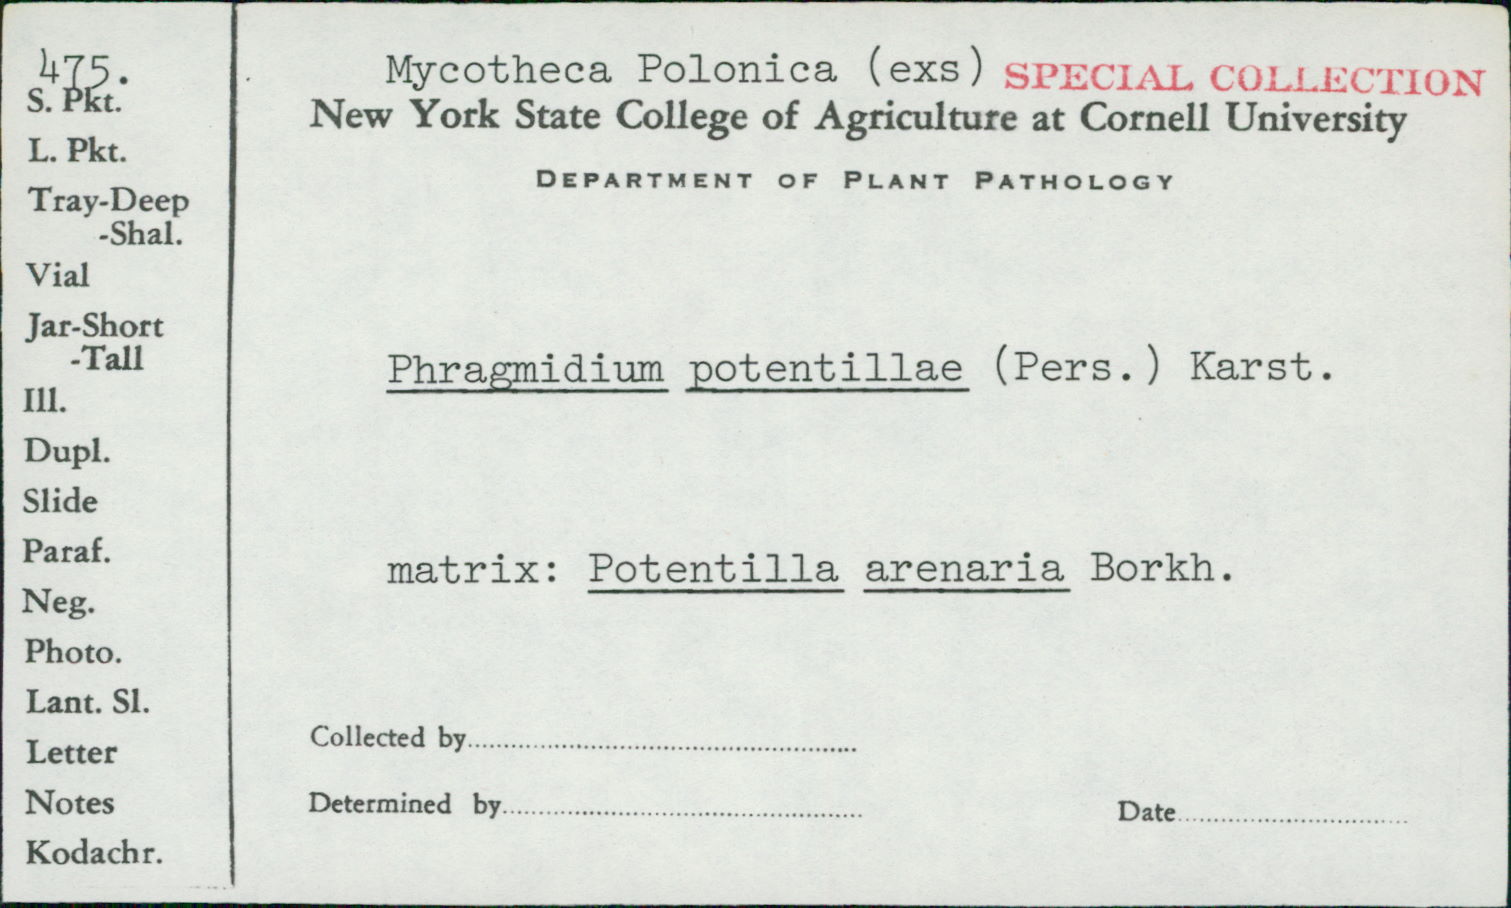 475.
S. Pkt.
L. Pkt.
Tray-Deep
-Shal.
Vial
Jar-Short
-Tall
Ill.
Dupl.
Slide
Paraf.
Neg.
Photo.
Lant. Sl.
Letter
Notes
Kodachr.
Mycotheca Polonica (exs) SPECIAL COLLECTION
New York State College of Agriculture at Cornell University
DEPARTMENT OF PLANT PATHOLOGY
Phragmidium potentillae (Pers.) Karst.
matrix: Potentilla arenaria Borkh.
Collected by
Determined by
Date